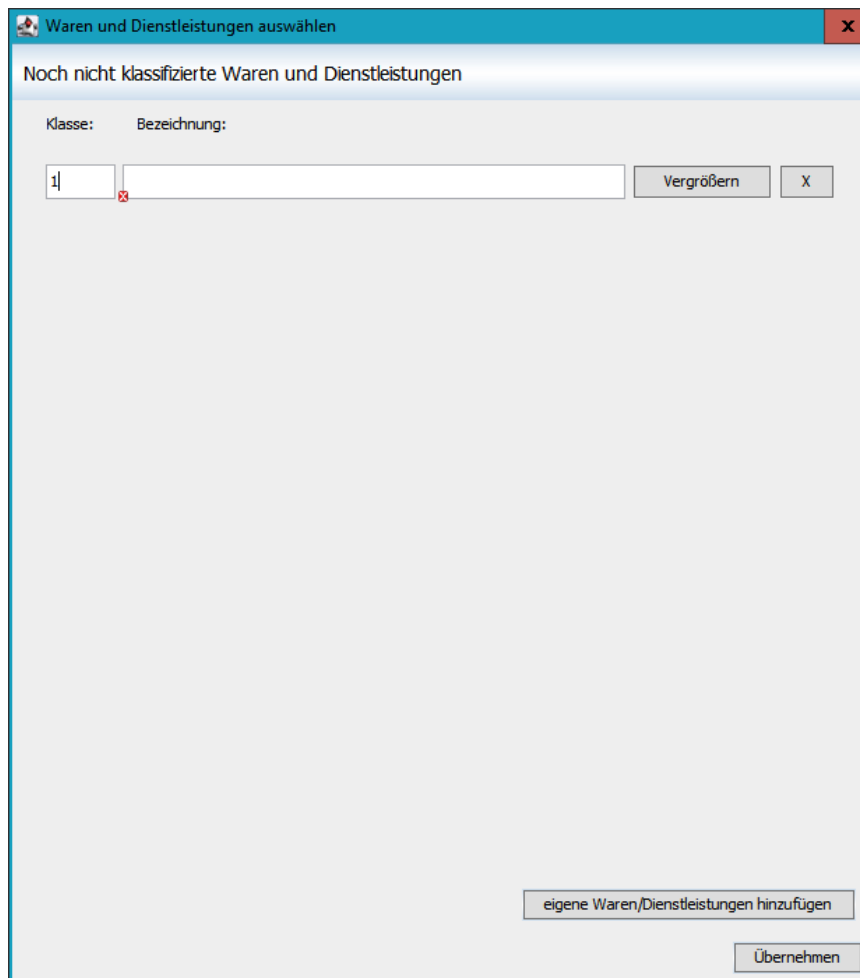 Waren und Dienstleistungen auswählen
Noch nicht klassifizierte Waren und Dienstleistungen
Klasse: Bezeichnung:
1 Vergrößern X
eigene Waren/Dienstleistungen hinzufügen
Übernehmen